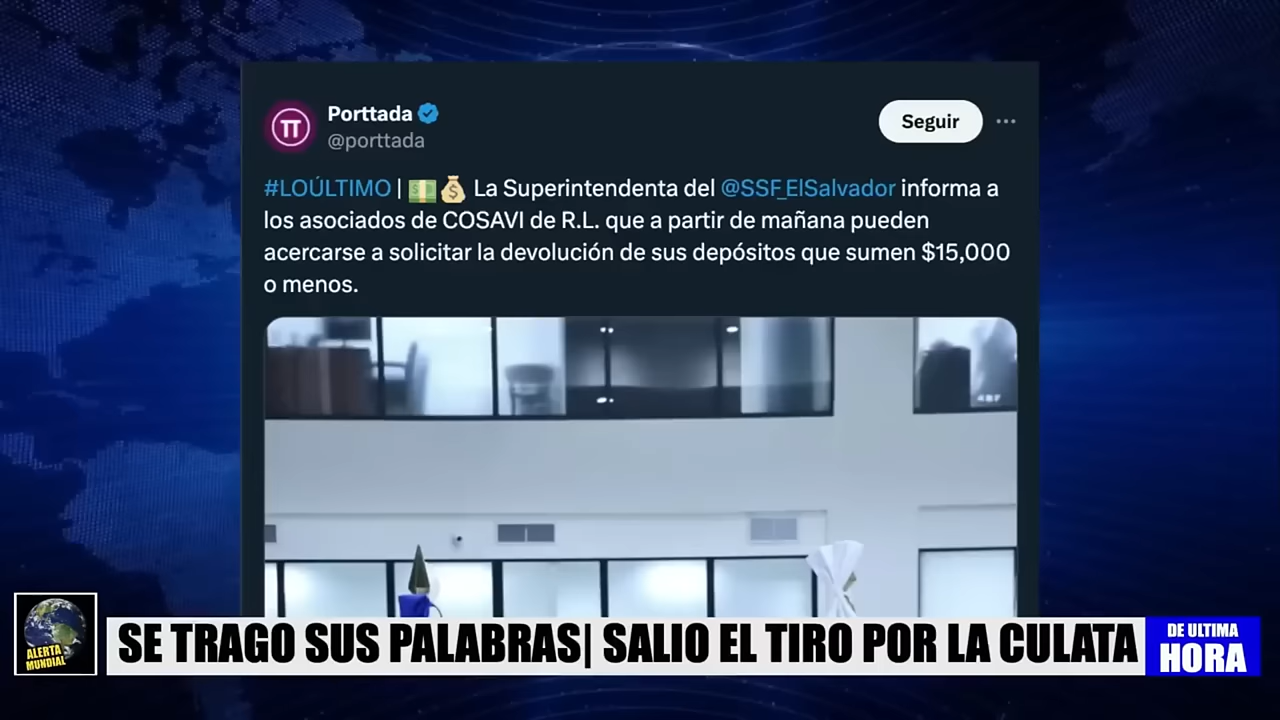 Porttada
@porttada
Seguir
#LOÚLTIMO | La Superintendenta del @SSF_ElSalvador informa a
los asociados de COSAVI de R.L. que a partir de mañana pueden
acercarse a solicitar la devolución de sus depósitos que sumen $15,000
o menos.
ALERTA
MUNDIAL
SE TRAGO SUS PALABRAS| SALIO EL TIRO POR LA CULATA
DE ULTIMA
HORA